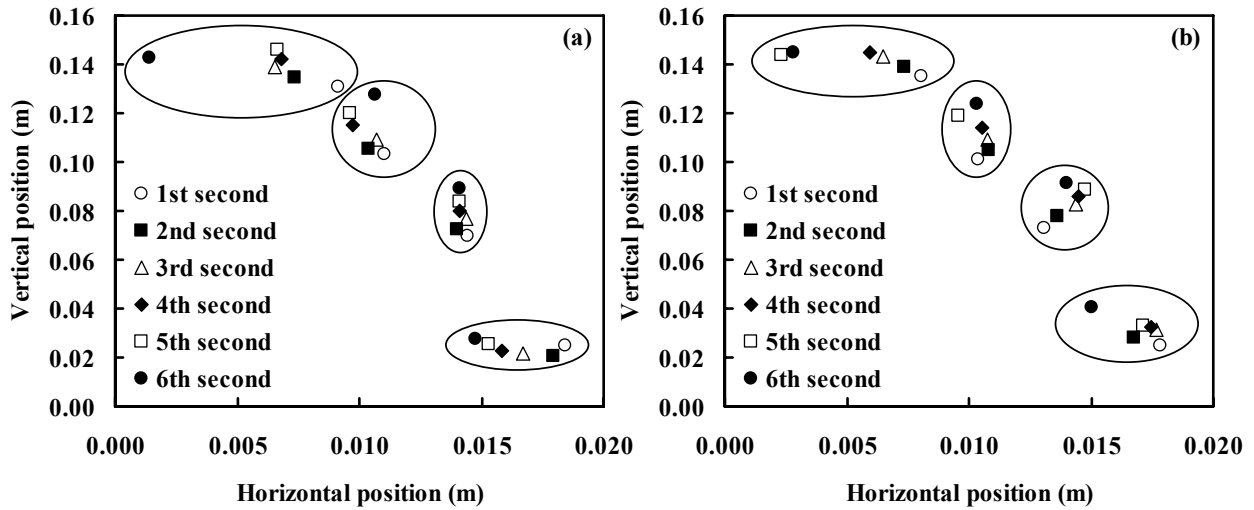 0.16
0.14
0.12
0.10
0.08
0.06
0.04
0.02
0.00
Vertical position (m)
(a)
1st second
2nd second
3rd second
4th second
5th second
6th second
0.000 0.005 0.010 0.015 0.020
Horizontal position (m)
0.16
0.14
0.12
0.10
0.08
0.06
0.04
0.02
0.00
Vertical position (m)
(b)
1st second
2nd second
3rd second
4th second
5th second
6th second
0.000 0.005 0.010 0.015 0.020
Horizontal position (m)